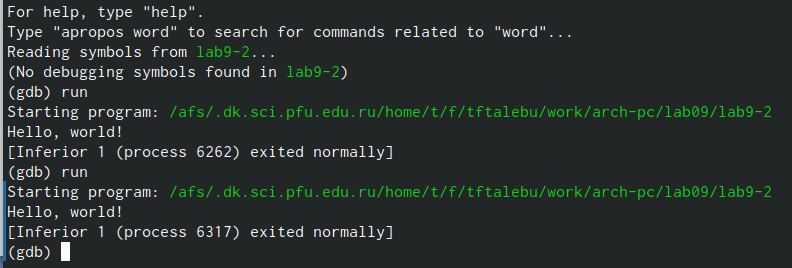 For help, type "help".
Type "apropos word" to search for commands related to "word"...
Reading symbols from lab9-2...
(No debugging symbols found in lab9-2)
(gdb) run
Starting program: /afs/.dk.sci.pfu.edu.ru/home/t/f/tftalebu/work/arch-pc/lab09/lab9-2
Hello, world!
[Inferior 1 (process 6262) exited normally]
(gdb) run
Starting program: /afs/.dk.sci.pfu.edu.ru/home/t/f/tftalebu/work/arch-pc/lab09/lab9-2
Hello, world!
[Inferior 1 (process 6317) exited normally]
(gdb)